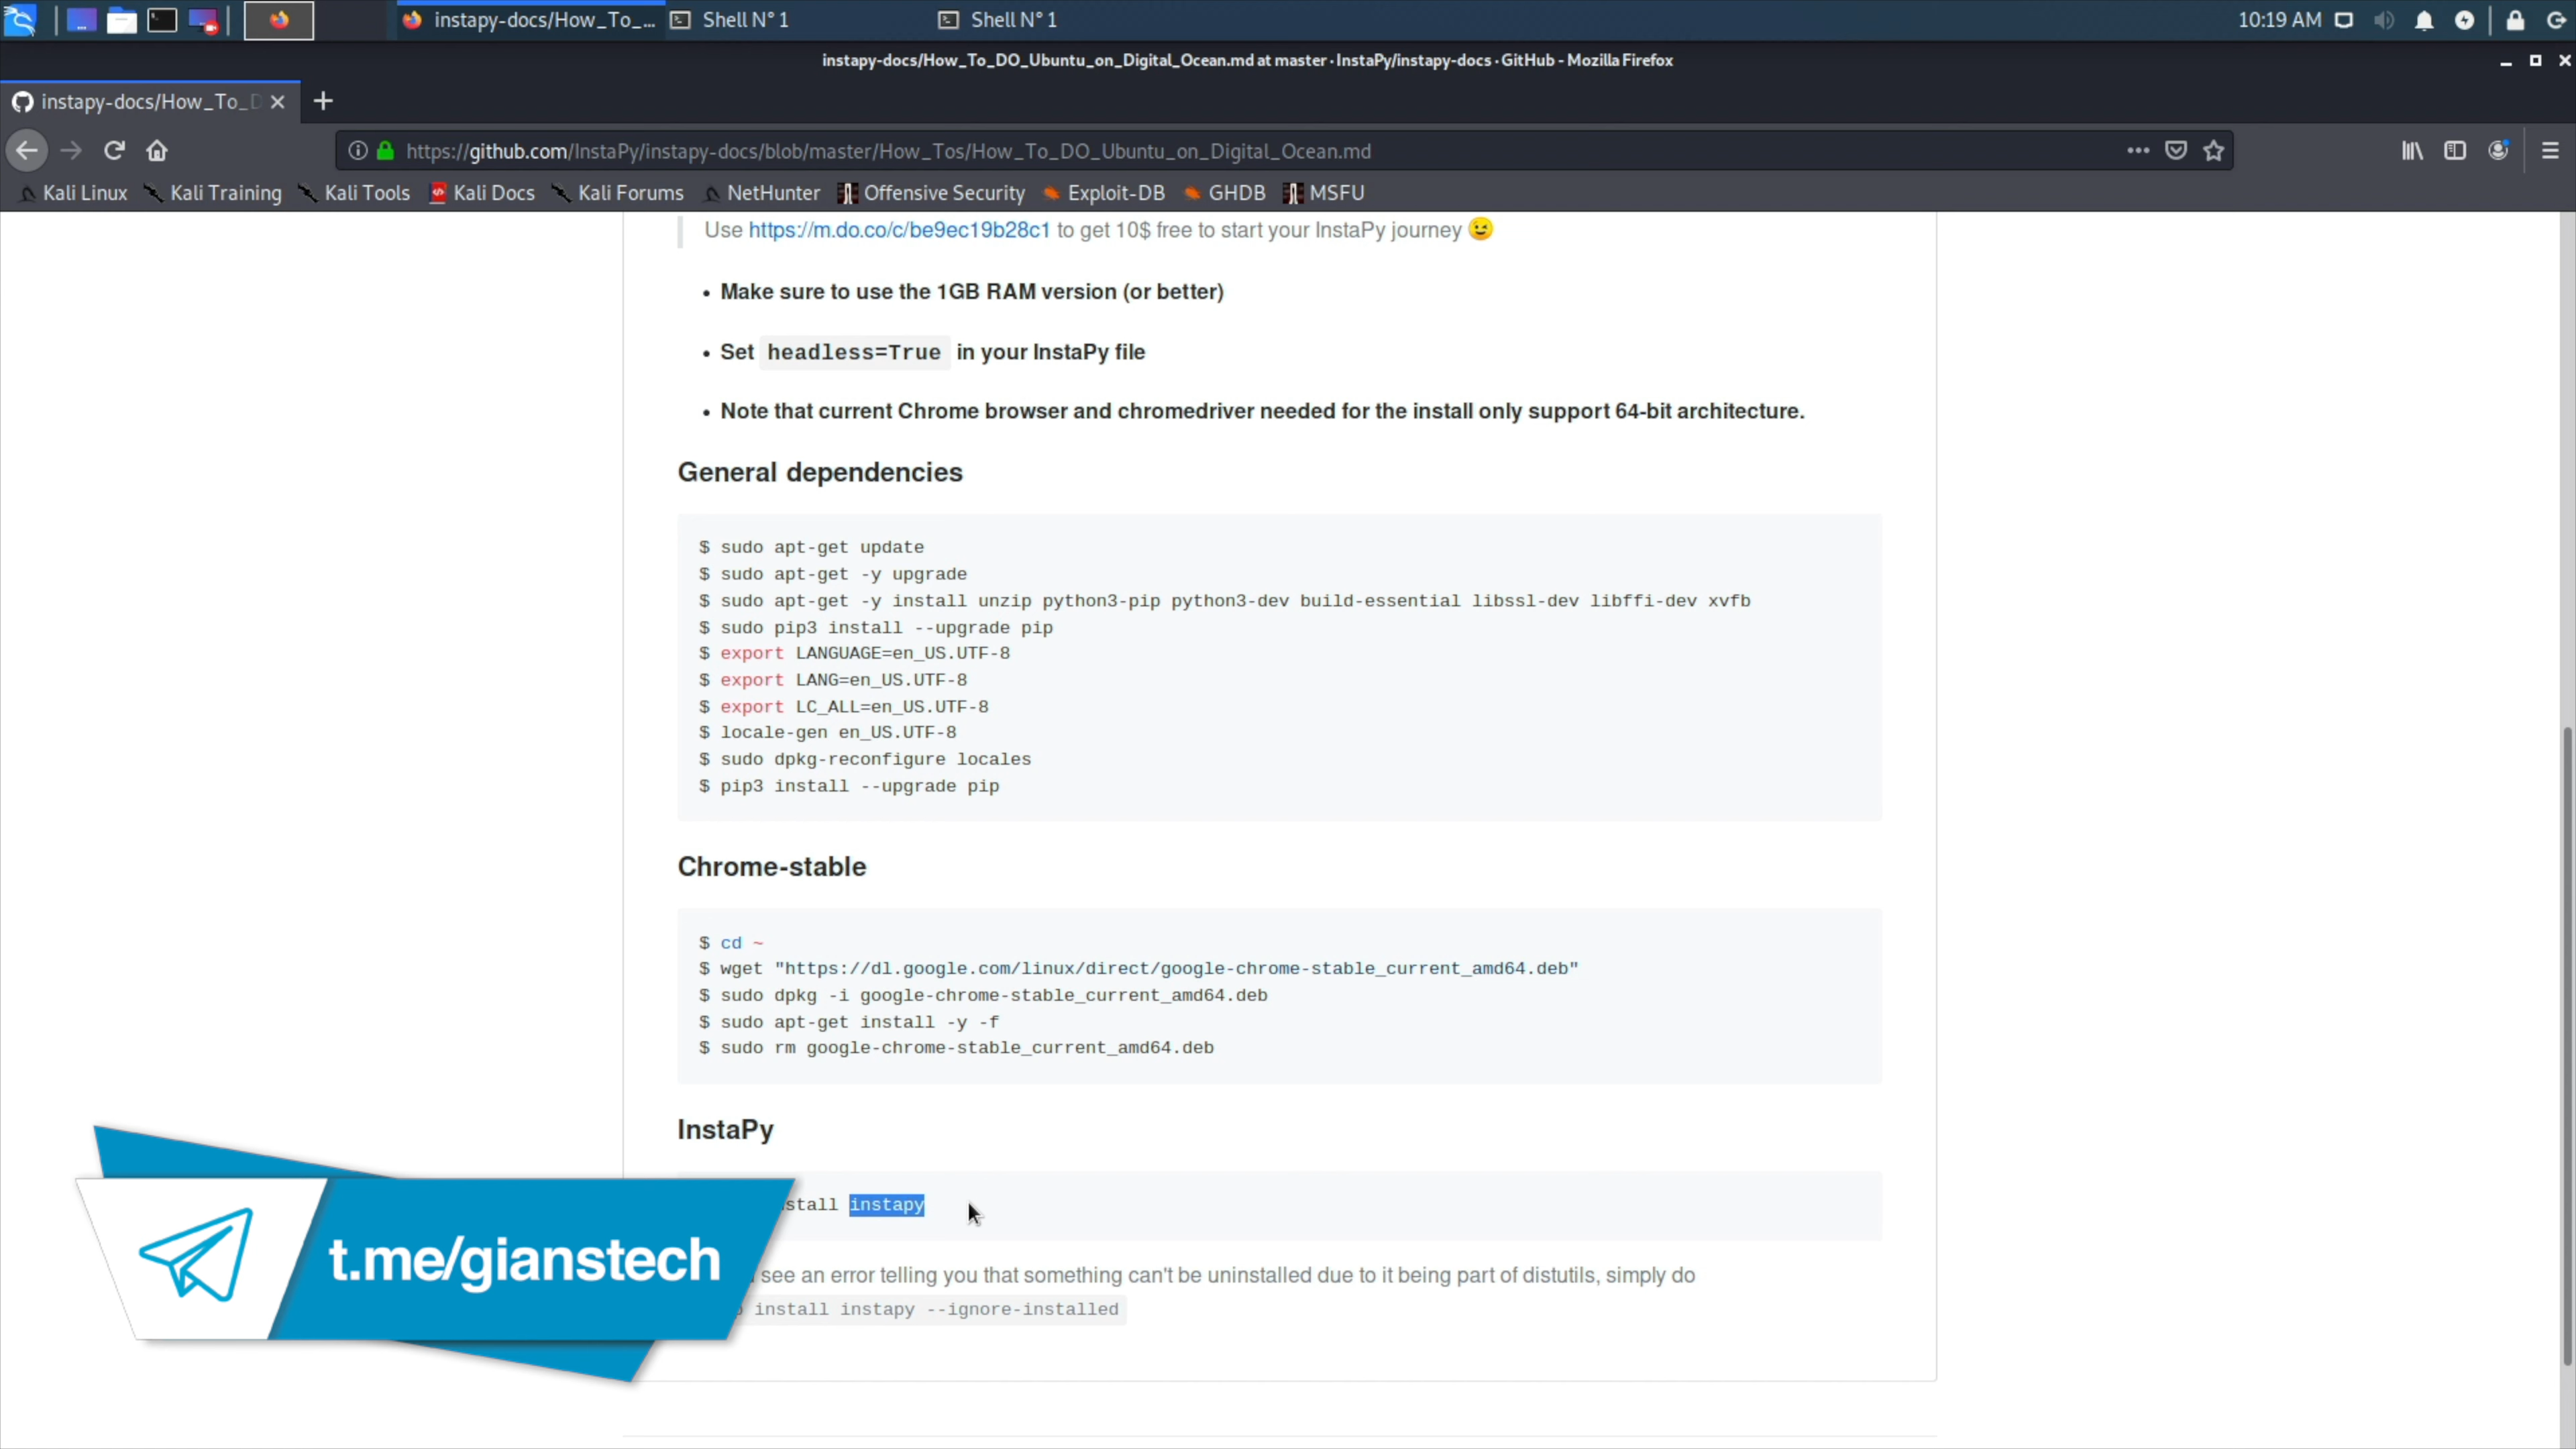 instapy-docs/How_To_... Shell N° 1 Shell N° 1 10:19 AM
instapy-docs/How_To_DO_Ubuntu_on_Digital_Ocean.md at master · InstaPy/instapy-docs · GitHub - Mozilla Firefox
instapy-docs/How_To_D
https://github.com/InstaPy/instapy-docs/blob/master/How_Tos/How_To_DO_Ubuntu_on_Digital_Ocean.md
Kali Linux Kali Training Kali Tools Kali Docs Kali Forums NetHunter Offensive Security Exploit-DB GHDB MSFU
Use https://m.do.co/c/be9ec19b28c1 to get 10$ free to start your InstaPy journey 😉
• Make sure to use the 1GB RAM version (or better)
• Set headless=True in your InstaPy file
• Note that current Chrome browser and chromedriver needed for the install only support 64-bit architecture.
General dependencies
$ sudo apt-get update
$ sudo apt-get -y upgrade
$ sudo apt-get -y install unzip python3-pip python3-dev build-essential libssl-dev libffi-dev xvfb
$ sudo pip3 install --upgrade pip
$ export LANGUAGE=en_US.UTF-8
$ export LANG=en_US.UTF-8
$ export LC_ALL=en_US.UTF-8
$ locale-gen en_US.UTF-8
$ sudo dpkg-reconfigure locales
$ pip3 install --upgrade pip
Chrome-stable
$ cd ~
$ wget "https://dl.google.com/linux/direct/google-chrome-stable_current_amd64.deb"
$ sudo dpkg -i google-chrome-stable_current_amd64.deb
$ sudo apt-get install -y -f
$ sudo rm google-chrome-stable_current_amd64.deb
InstaPy
stall instapy
t.me/gianstech
see an error telling you that something can't be uninstalled due to it being part of distutils, simply do
install instapy --ignore-installed